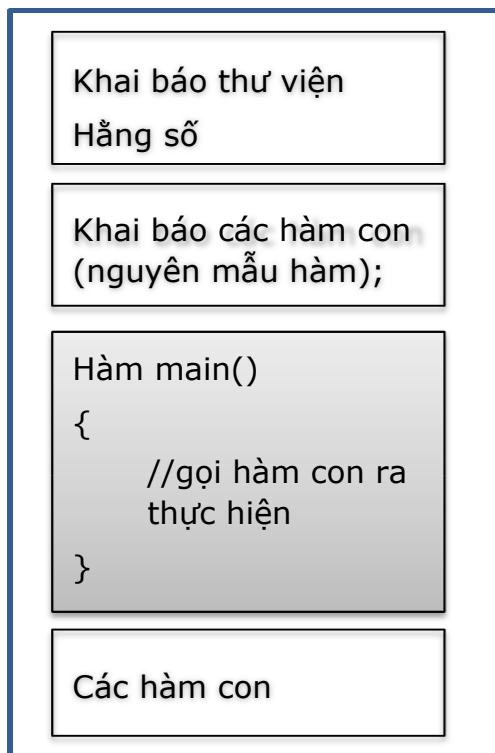 Khai báo thư viện
Hằng số
Khai báo các hàm con
(nguyên mẫu hàm);
Hàm main()
{
//gọi hàm con ra
thực hiện
}
Các hàm con